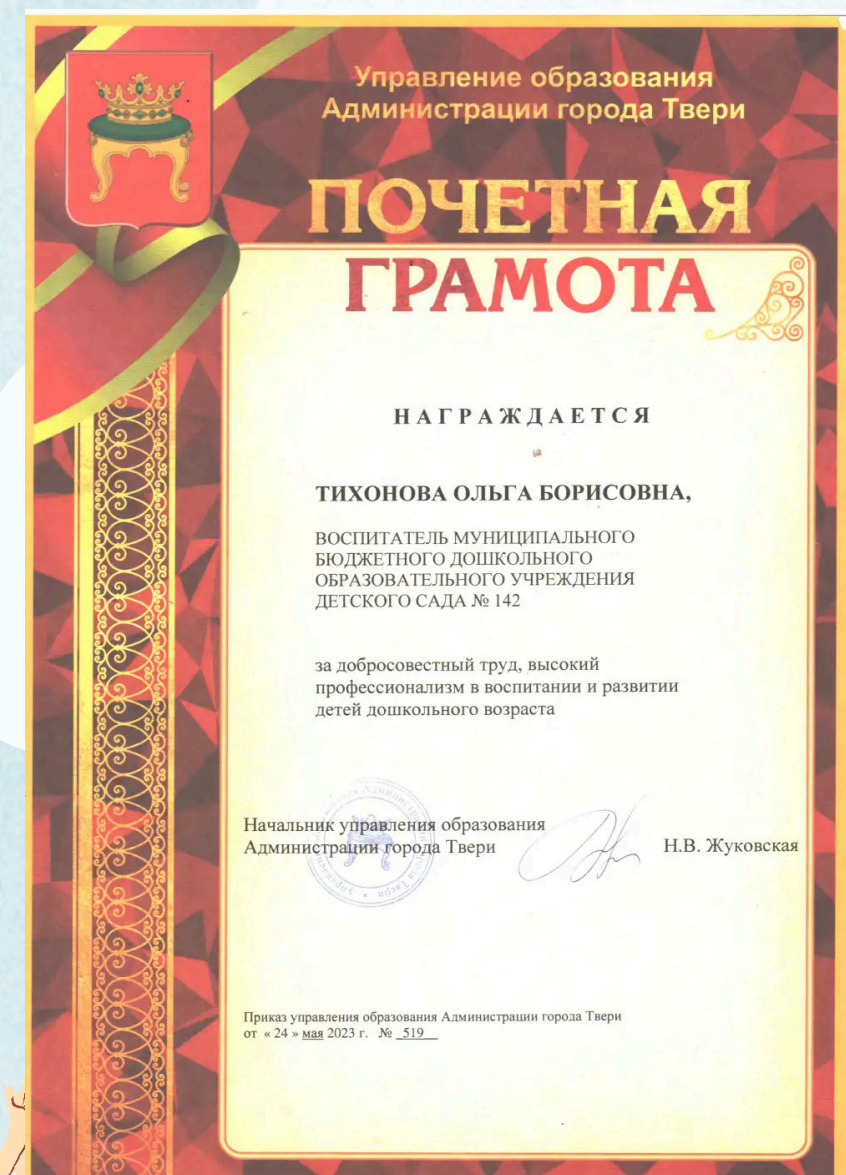 Управление образования
Администрации города Твери
ПОЧЕТНАЯ
ГРАМОТА
НАГРАЖДАЕТСЯ
ТИХОНОВА ОЛЬГА БОРИСОВНА,
ВОСПИТАТЕЛЬ МУНИЦИПАЛЬНОГО
БЮДЖЕТНОГО ДОШКОЛЬНОГО
ОБРАЗОВАТЕЛЬНОГО УЧРЕЖДЕНИЯ
ДЕТСКОГО САДА № 142
за добросовестный труд, высокий
профессионализм в воспитании и развитии
детей дошкольного возраста
Начальник управления образования
Администрации города Твери
Н.В. Жуковская
Приказ управления образования Администрации города Твери
от « 24 » мая 2023 г. № 519